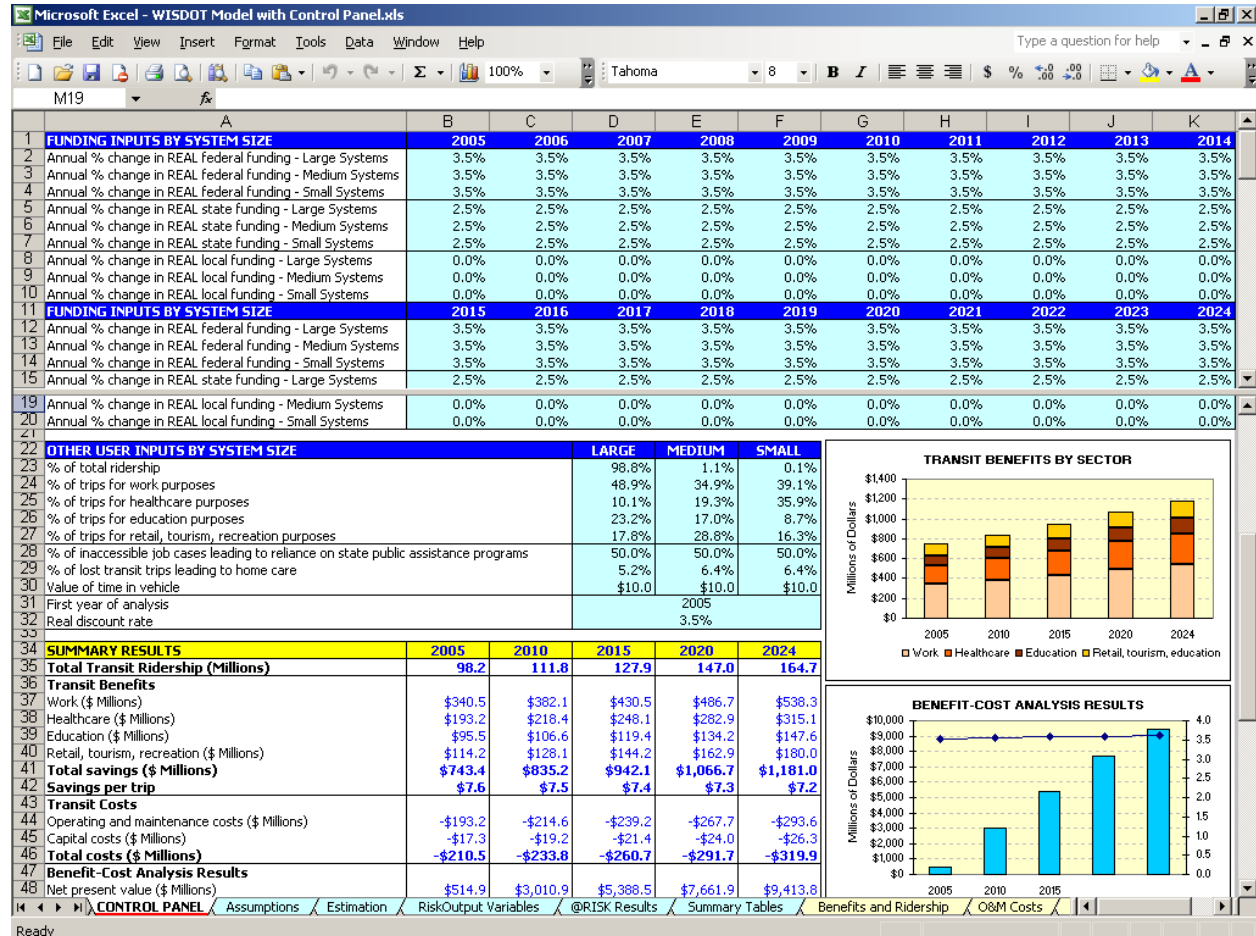 Microsoft Excel - WISDOT Model with Control Panel.xls
File Edit View Insert Format Tools Data Window Help Type a question for help
100% Tahoma 8 B I $ %
M19 fx
A B C D E F G H I J K
1 FUNDING INPUTS BY SYSTEM SIZE 2005 2006 2007 2008 2009 2010 2011 2012 2013 2014
2 Annual % change in REAL federal funding - Large Systems 3.5% 3.5% 3.5% 3.5% 3.5% 3.5% 3.5% 3.5% 3.5% 3.5%
3 Annual % change in REAL federal funding - Medium Systems 3.5% 3.5% 3.5% 3.5% 3.5% 3.5% 3.5% 3.5% 3.5% 3.5%
4 Annual % change in REAL federal funding - Small Systems 3.5% 3.5% 3.5% 3.5% 3.5% 3.5% 3.5% 3.5% 3.5% 3.5%
5 Annual % change in REAL state funding - Large Systems 2.5% 2.5% 2.5% 2.5% 2.5% 2.5% 2.5% 2.5% 2.5% 2.5%
6 Annual % change in REAL state funding - Medium Systems 2.5% 2.5% 2.5% 2.5% 2.5% 2.5% 2.5% 2.5% 2.5% 2.5%
7 Annual % change in REAL state funding - Small Systems 2.5% 2.5% 2.5% 2.5% 2.5% 2.5% 2.5% 2.5% 2.5% 2.5%
8 Annual % change in REAL local funding - Large Systems 0.0% 0.0% 0.0% 0.0% 0.0% 0.0% 0.0% 0.0% 0.0% 0.0%
9 Annual % change in REAL local funding - Medium Systems 0.0% 0.0% 0.0% 0.0% 0.0% 0.0% 0.0% 0.0% 0.0% 0.0%
10 Annual % change in REAL local funding - Small Systems 0.0% 0.0% 0.0% 0.0% 0.0% 0.0% 0.0% 0.0% 0.0% 0.0%
11 FUNDING INPUTS BY SYSTEM SIZE 2015 2016 2017 2018 2019 2020 2021 2022 2023 2024
12 Annual % change in REAL federal funding - Large Systems 3.5% 3.5% 3.5% 3.5% 3.5% 3.5% 3.5% 3.5% 3.5% 3.5%
13 Annual % change in REAL federal funding - Medium Systems 3.5% 3.5% 3.5% 3.5% 3.5% 3.5% 3.5% 3.5% 3.5% 3.5%
14 Annual % change in REAL federal funding - Small Systems 3.5% 3.5% 3.5% 3.5% 3.5% 3.5% 3.5% 3.5% 3.5% 3.5%
15 Annual % change in REAL state funding - Large Systems 2.5% 2.5% 2.5% 2.5% 2.5% 2.5% 2.5% 2.5% 2.5% 2.5%
19 Annual % change in REAL local funding - Medium Systems 0.0% 0.0% 0.0% 0.0% 0.0% 0.0% 0.0% 0.0% 0.0% 0.0%
20 Annual % change in REAL local funding - Small Systems 0.0% 0.0% 0.0% 0.0% 0.0% 0.0% 0.0% 0.0% 0.0% 0.0%
21
22 OTHER USER INPUTS BY SYSTEM SIZE LARGE MEDIUM SMALL
23 % of total ridership 98.8% 1.1% 0.1%
24 % of trips for work purposes 48.9% 34.9% 39.1%
25 % of trips for healthcare purposes 10.1% 19.3% 35.9%
26 % of trips for education purposes 23.2% 17.0% 8.7%
27 % of trips for retail, tourism, recreation purposes 17.8% 28.8% 16.3%
28 % of inaccessible job cases leading to reliance on state public assistance programs 50.0% 50.0% 50.0%
29 % of lost transit trips leading to home care 5.2% 6.4% 6.4%
30 Value of time in vehicle $10.0 $10.0 $10.0
31 First year of analysis 2005
32 Real discount rate 3.5%
33
34 SUMMARY RESULTS 2005 2010 2015 2020 2024
35 Total Transit Ridership (Millions) 98.2 111.8 127.9 147.0 164.7
36 Transit Benefits
37 Work ($ Millions) $340.5 $382.1 $430.5 $486.7 $538.3
38 Healthcare ($ Millions) $193.2 $218.4 $248.1 $282.9 $315.1
39 Education ($ Millions) $95.5 $106.6 $119.4 $134.2 $147.6
40 Retail, tourism, recreation ($ Millions) $114.2 $128.1 $144.2 $162.9 $180.0
41 Total savings ($ Millions) $743.4 $835.2 $942.1 $1,066.7 $1,181.0
42 Savings per trip $7.6 $7.5 $7.4 $7.3 $7.2
43 Transit Costs
44 Operating and maintenance costs ($ Millions) -$193.2 -$214.6 -$239.2 -$267.7 -$293.6
45 Capital costs ($ Millions) -$17.3 -$19.2 -$21.4 -$24.0 -$26.3
46 Total costs ($ Millions) -$210.5 -$233.8 -$260.7 -$291.7 -$319.9
47 Benefit-Cost Analysis Results
48 Net present value ($ Millions) $514.9 $3,010.9 $5,388.5 $7,661.9 $9,413.8
TRANSIT BENEFITS BY SECTOR
Millions of Dollars
$1,400
$1,200
$1,000
$800
$600
$400
$200
$0
2005 2010 2015 2020 2024
Work Healthcare Education Retail, tourism, education
BENEFIT-COST ANALYSIS RESULTS
Millions of Dollars
$10,000 4.0
$9,000 3.5
$8,000 3.0
$7,000 2.5
$6,000 2.0
$5,000 1.5
$4,000 1.0
$3,000 0.5
$2,000 0.0
$1,000
$0
2005 2010 2015
CONTROL PANEL Assumptions Estimation RiskOutput Variables @RISK Results Summary Tables Benefits and Ridership O&M Costs
Ready